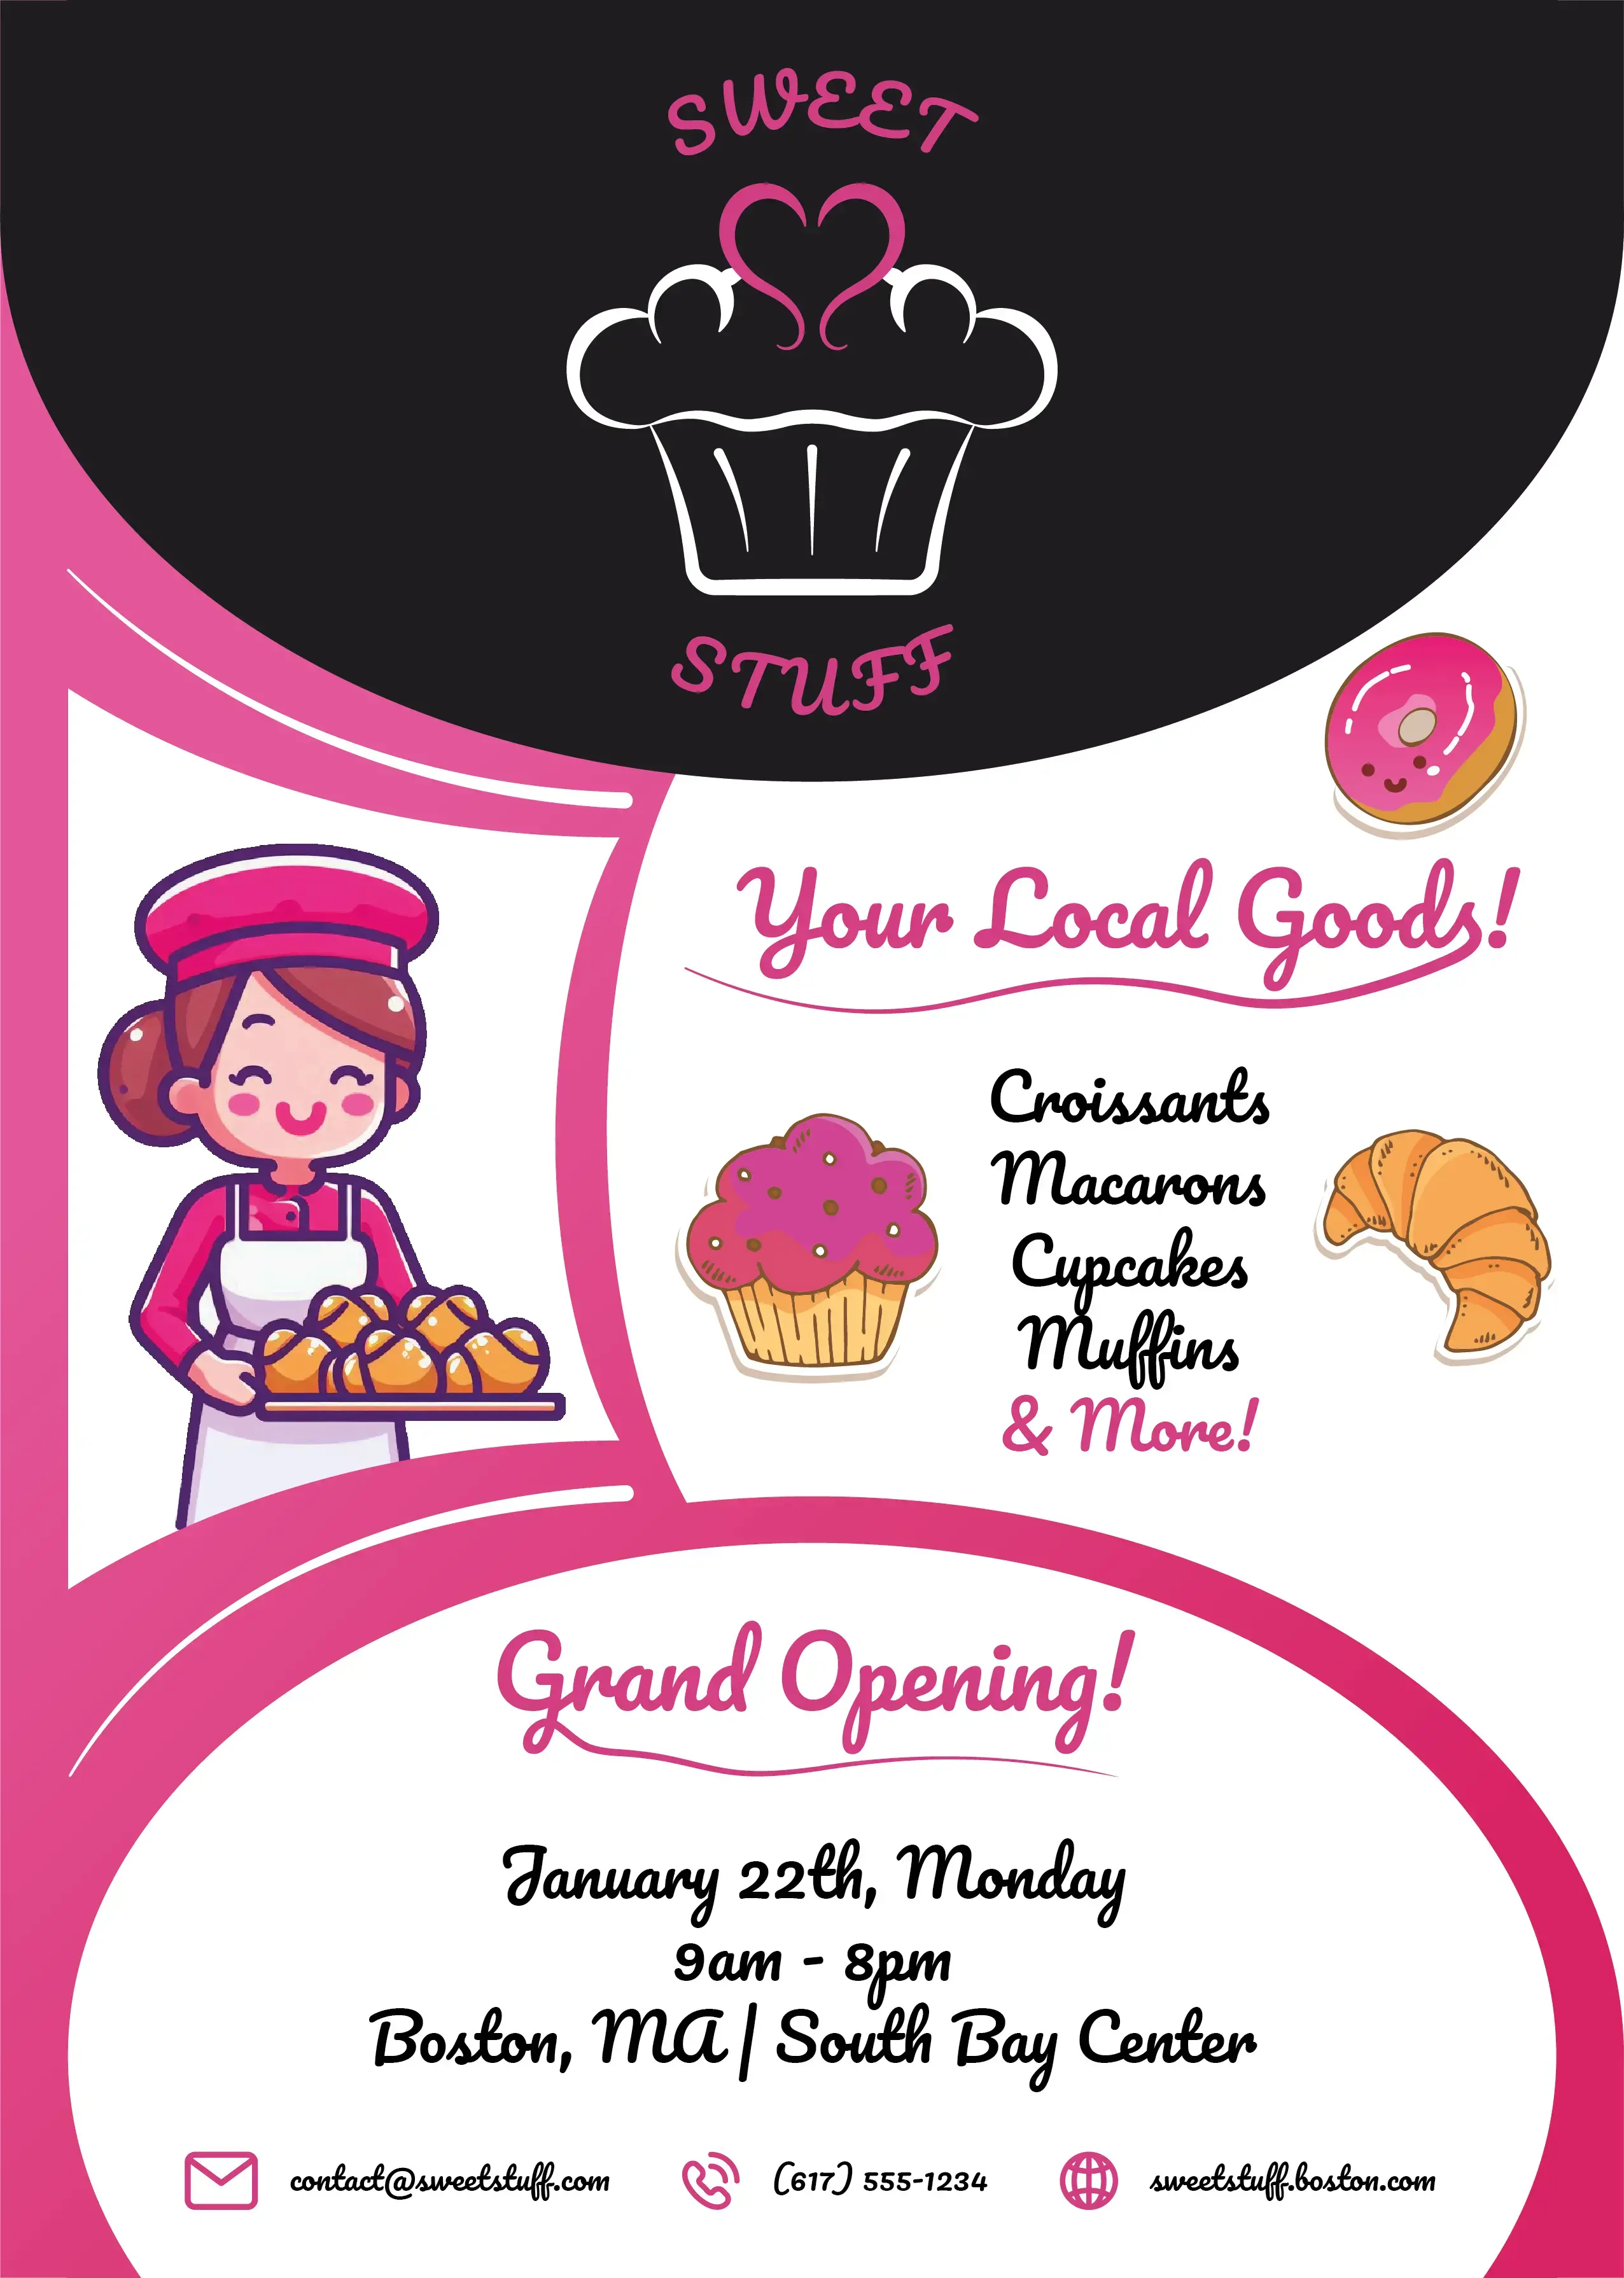 SWEET
STUFF
Your Local Goods!
Croissants
Macarons
Cupcakes
Muffins
& More!
Grand Opening!
January 22th, Monday
9am - 8pm
Boston, MA | South Bay Center
contact@sweetstuff.com
(617) 555-1234
sweetstuff.boston.com